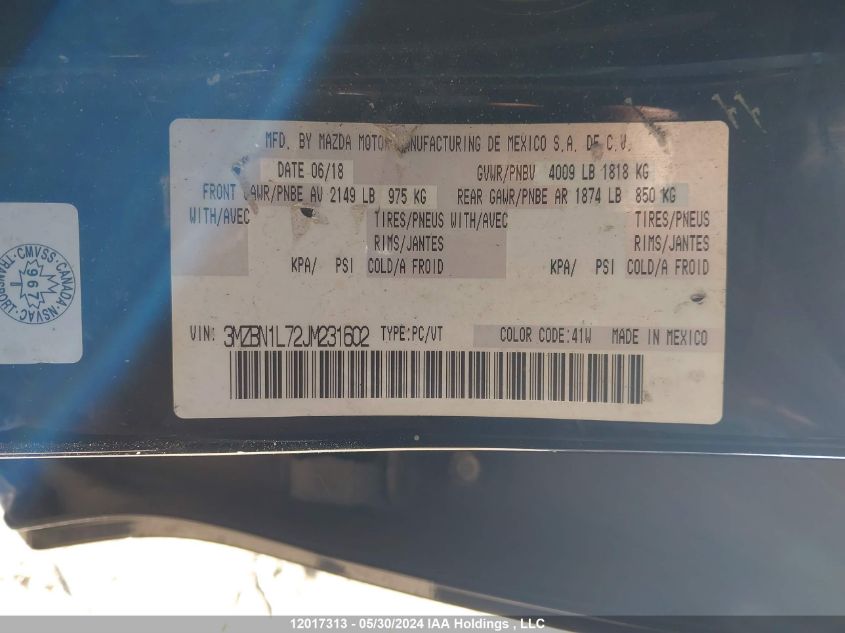 MFD. BY MAZDA MOTOR MANUFACTURING DE MEXICO S.A. DE C.V.
DATE 06/18 GVWR/PNBV 4009 LB 1818 KG
FRONT GAWR/PNBE AV 2149 LB 975 KG REAR GAWR/PNBE AR 1874 LB 850 KG
WITH/AVEC TIRES/PNEUS WITH/AVEC TIRES/PNEUS
RIMS/JANTES RIMS/JANTES
KPA/ PSI COLD/A FROID KPA/ PSI COLD/A FROID
VIN: 3MZBN1L72JM231602 TYPE:PC/VT COLOR CODE:41W MADE IN MEXICO
TRANSPORT CMVSS CANADA NSVAC
967
12017313 - 05/30/2024 IAA Holdings , LLC